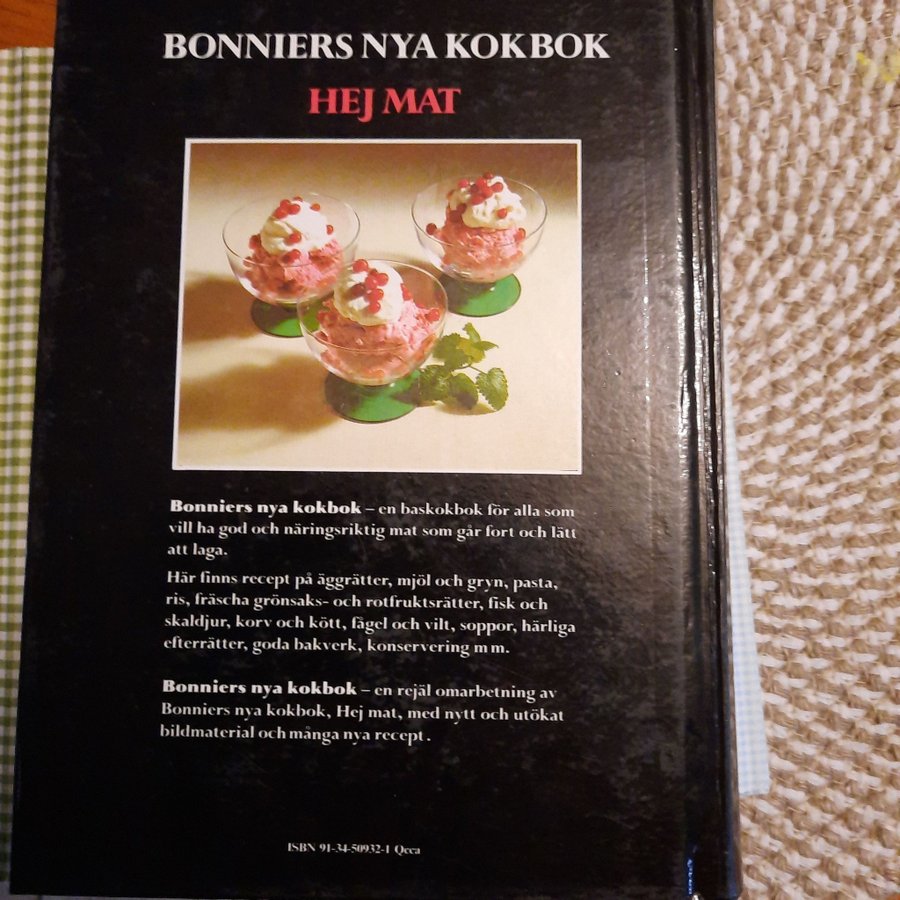 BONNIERS NYA KOKBOK
HEJ MAT
Bonniers nya kokbok – en baskokbok för alla som
vill ha god och näringsriktig mat som går fort och lätt
att laga.
Här finns recept på äggrätter, mjöl och gryn, pasta,
ris, fräscha grönsaks- och rotfruktsrätter, fisk och
skaldjur, korv och kött, fågel och vilt, soppor, härliga
efterrätter, goda bakverk, konservering m m.
Bonniers nya kokbok – en rejäl omarbetning av
Bonniers nya kokbok, Hej mat, med nytt och utökat
bildmaterial och många nya recept.
ISBN 91-34-50932-1 Qcca